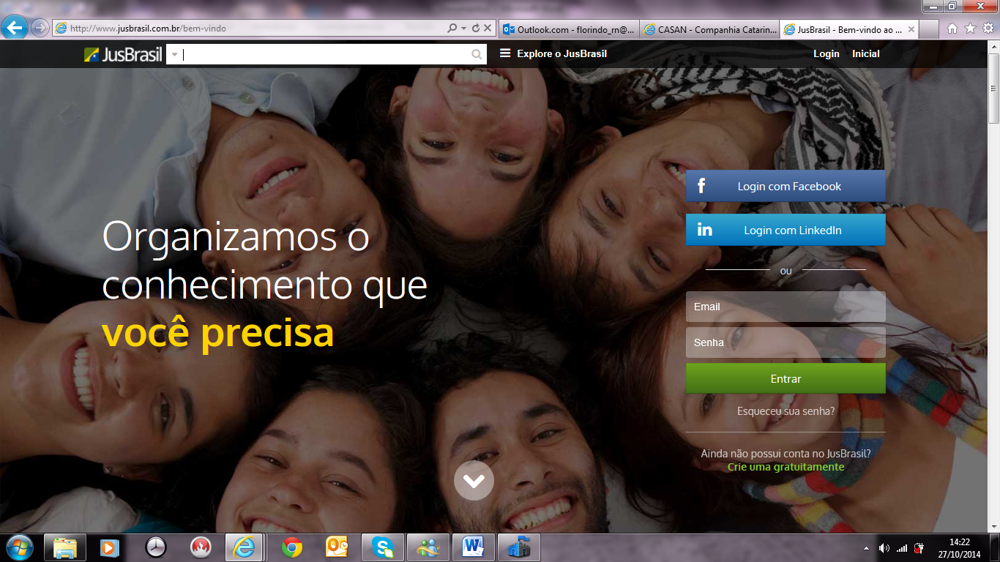 http://www.jusbrasil.com.br/bem-vindo
Outlook.com - florindo_rn@...
CASAN - Companhia Catarin...
JusBrasil - Bem-vindo ao ...
JusBrasil
Explore o JusBrasil
Login
Inicial
Organizamos o
conhecimento que
você precisa
Login com Facebook
Login com LinkedIn
OU
Email
Senha
Entrar
Esqueceu sua senha?
Ainda não possui conta no JusBrasil?
Crie uma gratuitamente
14:22
27/10/2014